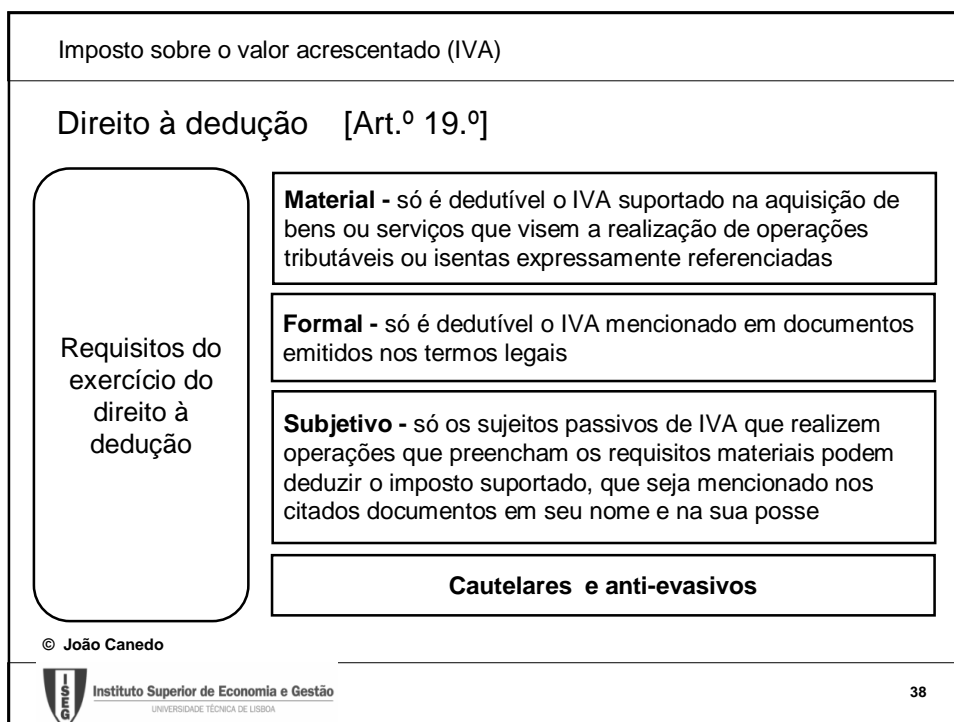 Imposto sobre o valor acrescentado (IVA)
Direito à dedução [Art.º 19.º]
Requisitos do
exercício do
direito à
dedução
Material - só é dedutível o IVA suportado na aquisição de
bens ou serviços que visem a realização de operações
tributáveis ou isentas expressamente referenciadas
Formal - só é dedutível o IVA mencionado em documentos
emitidos nos termos legais
Subjetivo - só os sujeitos passivos de IVA que realizem
operações que preencham os requisitos materiais podem
deduzir o imposto suportado, que seja mencionado nos
citados documentos em seu nome e na sua posse
Cautelares e anti-evasivos
© João Canedo
ISEG
Instituto Superior de Economia e Gestão
UNIVERSIDADE TÉCNICA DE LISBOA
38